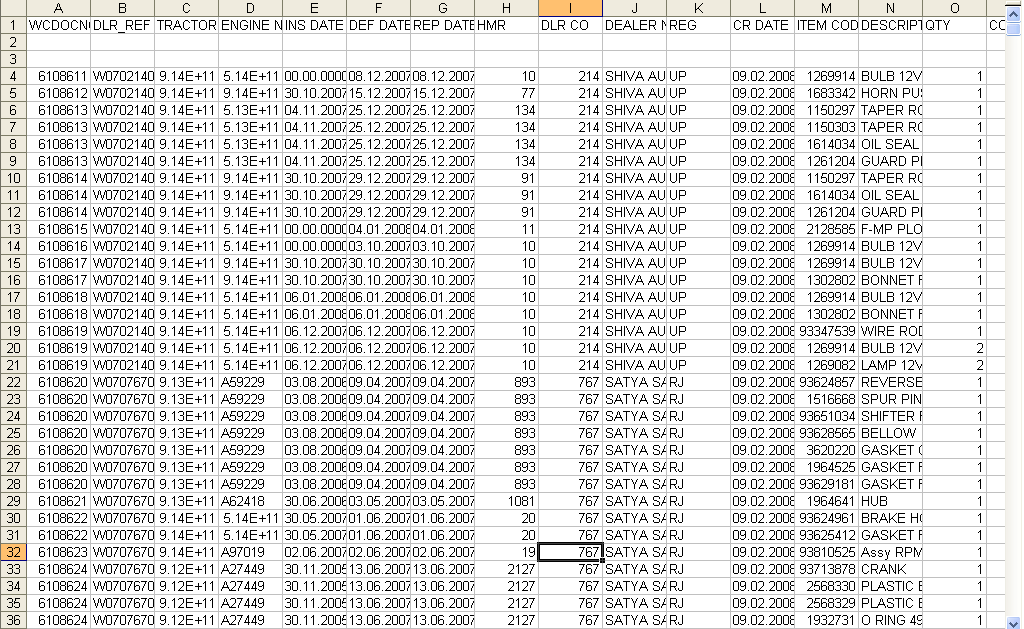 A B C D E F G H I J K L M N O
1 WCDOCNO DLR_REF TRACTOR ENGINE N INS DATE DEF DATE REP DATE HMR DLR CO DEALER N REG CR DATE ITEM COD DESCRIPT QTY CO
2
3
4 6108611 W0702140 9.14E+11 5.14E+11 00.00.0000 08.12.2007 08.12.2007 10 214 SHIVA AU UP 09.02.2008 1269914 BULB 12V 1
5 6108612 W0702140 9.14E+11 9.14E+11 30.10.2007 15.12.2007 15.12.2007 77 214 SHIVA AU UP 09.02.2008 1683342 HORN PUS 1
6 6108613 W0702140 9.14E+11 5.13E+11 04.11.2007 25.12.2007 25.12.2007 134 214 SHIVA AU UP 09.02.2008 1150297 TAPER RO 1
7 6108613 W0702140 9.14E+11 5.13E+11 04.11.2007 25.12.2007 25.12.2007 134 214 SHIVA AU UP 09.02.2008 1150303 TAPER RO 1
8 6108613 W0702140 9.14E+11 5.13E+11 04.11.2007 25.12.2007 25.12.2007 134 214 SHIVA AU UP 09.02.2008 1614034 OIL SEAL 1
9 6108613 W0702140 9.14E+11 5.13E+11 04.11.2007 25.12.2007 25.12.2007 134 214 SHIVA AU UP 09.02.2008 1261204 GUARD PI 1
10 6108614 W0702140 9.14E+11 9.14E+11 30.10.2007 29.12.2007 29.12.2007 91 214 SHIVA AU UP 09.02.2008 1150297 TAPER RO 1
11 6108614 W0702140 9.14E+11 9.14E+11 30.10.2007 29.12.2007 29.12.2007 91 214 SHIVA AU UP 09.02.2008 1614034 OIL SEAL 1
12 6108614 W0702140 9.14E+11 9.14E+11 30.10.2007 29.12.2007 29.12.2007 91 214 SHIVA AU UP 09.02.2008 1261204 GUARD PI 1
13 6108615 W0702140 9.14E+11 5.14E+11 00.00.0000 04.01.2008 04.01.2008 11 214 SHIVA AU UP 09.02.2008 2128585 F-MP PLO 1
14 6108616 W0702140 9.14E+11 5.14E+11 00.00.0000 03.10.2007 03.10.2007 10 214 SHIVA AU UP 09.02.2008 1269914 BULB 12V 1
15 6108617 W0702140 9.14E+11 9.14E+11 30.10.2007 30.10.2007 30.10.2007 10 214 SHIVA AU UP 09.02.2008 1269914 BULB 12V 1
16 6108617 W0702140 9.14E+11 9.14E+11 30.10.2007 30.10.2007 30.10.2007 10 214 SHIVA AU UP 09.02.2008 1302802 BONNET F 1
17 6108618 W0702140 9.14E+11 5.14E+11 06.01.2008 06.01.2008 06.01.2008 10 214 SHIVA AU UP 09.02.2008 1269914 BULB 12V 1
18 6108618 W0702140 9.14E+11 5.14E+11 06.01.2008 06.01.2008 06.01.2008 10 214 SHIVA AU UP 09.02.2008 1302802 BONNET F 1
19 6108619 W0702140 9.14E+11 5.14E+11 06.12.2007 06.12.2007 06.12.2007 10 214 SHIVA AU UP 09.02.2008 93347539 WIRE ROD 1
20 6108619 W0702140 9.14E+11 5.14E+11 06.12.2007 06.12.2007 06.12.2007 10 214 SHIVA AU UP 09.02.2008 1269914 BULB 12V 2
21 6108619 W0702140 9.14E+11 5.14E+11 06.12.2007 06.12.2007 06.12.2007 10 214 SHIVA AU UP 09.02.2008 1269082 LAMP 12V 2
22 6108620 W0707670 9.13E+11 A59229 03.08.2006 09.04.2007 09.04.2007 893 767 SATYA SA RJ 09.02.2008 93624857 REVERSE 1
23 6108620 W0707670 9.13E+11 A59229 03.08.2006 09.04.2007 09.04.2007 893 767 SATYA SA RJ 09.02.2008 1516668 SPUR PIN 1
24 6108620 W0707670 9.13E+11 A59229 03.08.2006 09.04.2007 09.04.2007 893 767 SATYA SA RJ 09.02.2008 93651034 SHIFTER F 1
25 6108620 W0707670 9.13E+11 A59229 03.08.2006 09.04.2007 09.04.2007 893 767 SATYA SA RJ 09.02.2008 93628565 BELLOW 1
26 6108620 W0707670 9.13E+11 A59229 03.08.2006 09.04.2007 09.04.2007 893 767 SATYA SA RJ 09.02.2008 3620220 GASKET C 1
27 6108620 W0707670 9.13E+11 A59229 03.08.2006 09.04.2007 09.04.2007 893 767 SATYA SA RJ 09.02.2008 1964525 GASKET F 1
28 6108620 W0707670 9.13E+11 A59229 03.08.2006 09.04.2007 09.04.2007 893 767 SATYA SA RJ 09.02.2008 93629181 GASKET F 1
29 6108621 W0707670 9.13E+11 A62418 30.06.2006 03.05.2007 03.05.2007 1081 767 SATYA SA RJ 09.02.2008 1964641 HUB 1
30 6108622 W0707670 9.14E+11 5.14E+11 30.05.2007 01.06.2007 01.06.2007 20 767 SATYA SA RJ 09.02.2008 93624961 BRAKE HO 1
31 6108622 W0707670 9.14E+11 5.14E+11 30.05.2007 01.06.2007 01.06.2007 20 767 SATYA SA RJ 09.02.2008 93625412 GASKET F 1
32 6108623 W0707670 9.14E+11 A97019 02.06.2007 02.06.2007 02.06.2007 19 767 SATYA SA RJ 09.02.2008 93810525 Assy RPM 1
33 6108624 W0707670 9.12E+11 A27449 30.11.2005 13.06.2007 13.06.2007 2127 767 SATYA SA RJ 09.02.2008 93713878 CRANK 1
34 6108624 W0707670 9.12E+11 A27449 30.11.2005 13.06.2007 13.06.2007 2127 767 SATYA SA RJ 09.02.2008 2568330 PLASTIC E 1
35 6108624 W0707670 9.12E+11 A27449 30.11.2005 13.06.2007 13.06.2007 2127 767 SATYA SA RJ 09.02.2008 2568329 PLASTIC E 1
36 6108624 W0707670 9.12E+11 A27449 30.11.2005 13.06.2007 13.06.2007 2127 767 SATYA SA RJ 09.02.2008 1932731 O RING 49 1